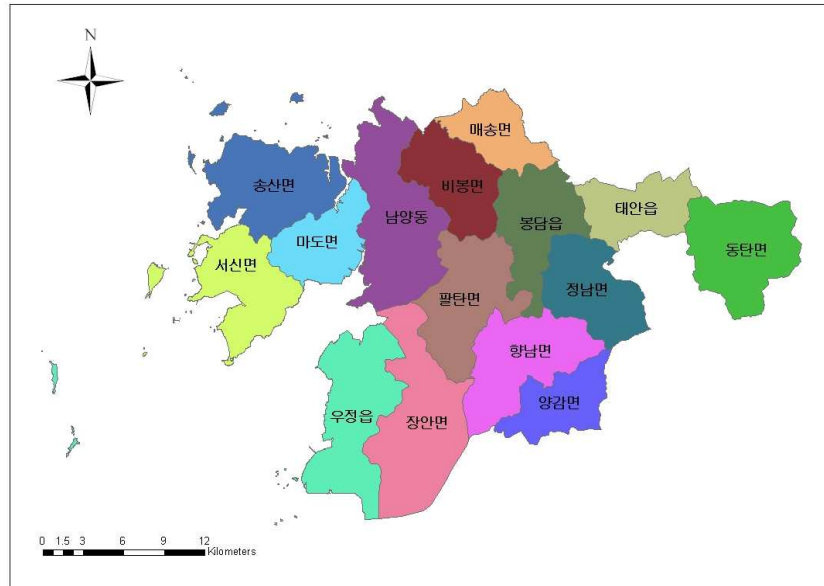 N
매송면
송산면
비봉면
남양동
봉담읍
태안읍
마도면
동탄면
서신면
정남면
팔탄면
향남면
양감면
우정읍
장안면
0 1.5 3 6 9 12
Kilometers